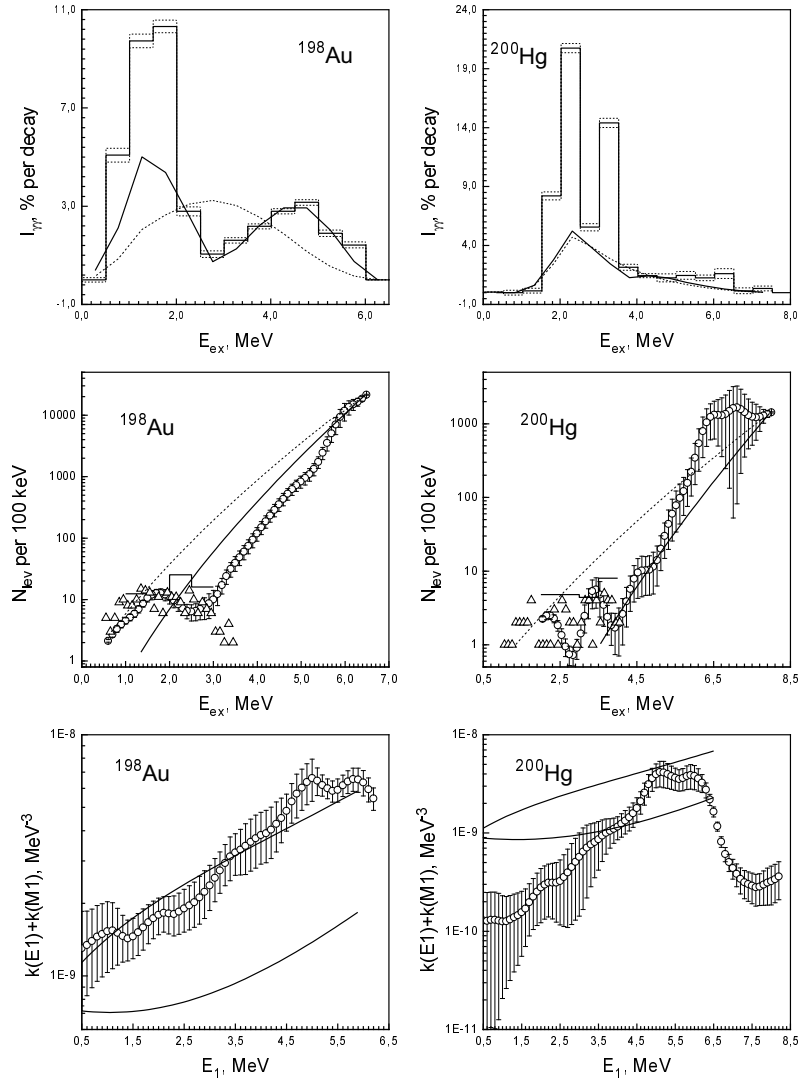 11,0
7,0
3,0
-1,0
0,0 2,0 4,0 6,0
I_γγ, % per decay
E_ex, MeV
¹⁹⁸Au
24,0
19,0
14,0
9,0
4,0
-1,0
0,0 2,0 4,0 6,0 8,0
I_γγ, % per decay
E_ex, MeV
²⁰⁰Hg
10000
1000
100
10
1
0,0 1,0 2,0 3,0 4,0 5,0 6,0 7,0
N_lev per 100 keV
E_ex, MeV
¹⁹⁸Au
1000
100
10
1
0,5 2,5 4,5 6,5 8,5
N_lev per 100 keV
E_ex, MeV
²⁰⁰Hg
1E-8
1E-9
0,5 1,5 2,5 3,5 4,5 5,5 6,5
k(E1)+k(M1), MeV⁻³
E₁, MeV
¹⁹⁸Au
1E-8
1E-9
1E-10
1E-11
0,5 1,5 2,5 3,5 4,5 5,5 6,5 7,5 8,5
k(E1)+k(M1), MeV⁻³
E₁, MeV
²⁰⁰Hg